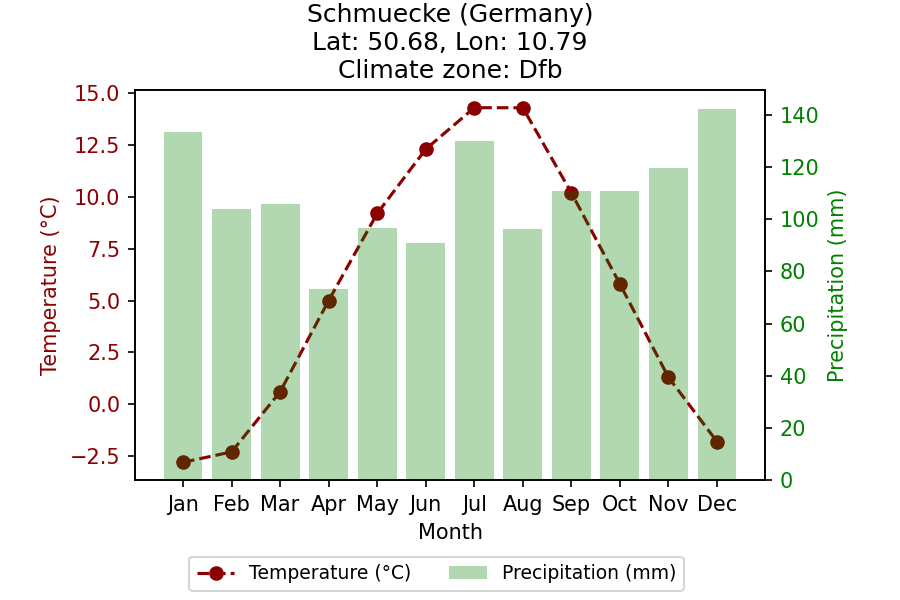 Schmuecke (Germany)
Lat: 50.68, Lon: 10.79
Climate zone: Dfb
15.0
12.5
10.0
7.5
5.0
2.5
0.0
−2.5
Temperature (°C)
140
120
100
80
60
40
20
0
Precipitation (mm)
Jan Feb Mar Apr May Jun Jul Aug Sep Oct Nov Dec
Month
Temperature (°C) Precipitation (mm)